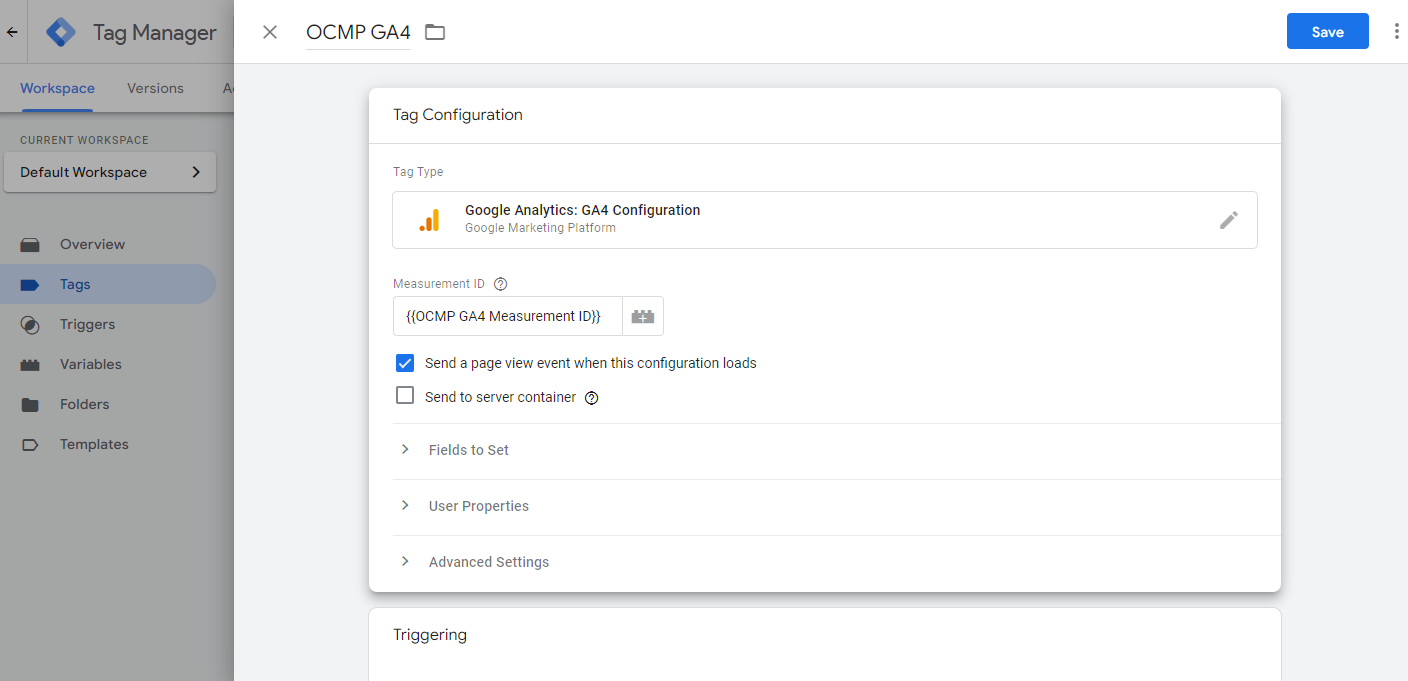 Tag Manager
OCMP GA4
Save
Workspace
Versions
CURRENT WORKSPACE
Default Workspace
Overview
Tags
Triggers
Variables
Folders
Templates
Tag Configuration
Tag Type
Google Analytics: GA4 Configuration
Google Marketing Platform
Measurement ID
{{OCMP GA4 Measurement ID}}
Send a page view event when this configuration loads
Send to server container
Fields to Set
User Properties
Advanced Settings
Triggering